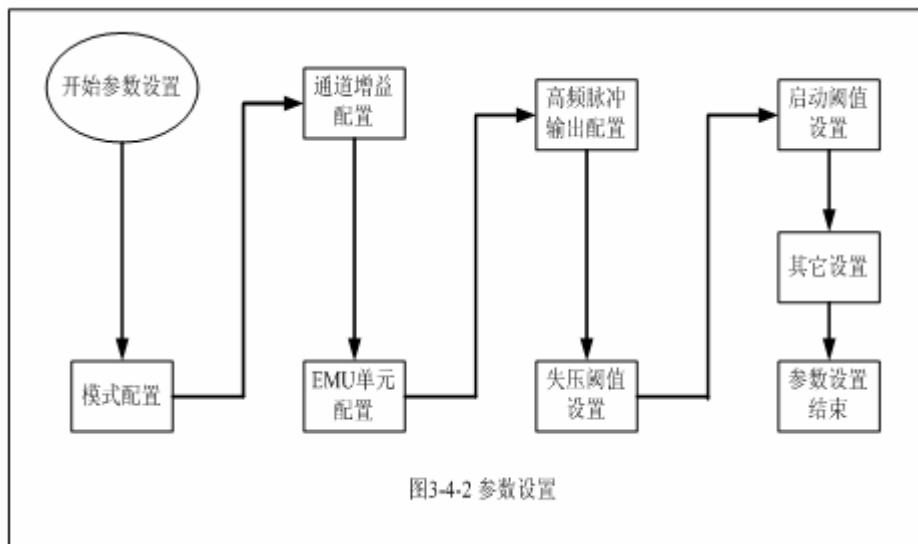 开始参数设置
模式配置
通道增益
配置
EMU单元
配置
高频脉冲
输出配置
失压阈值
设置
启动阈值
设置
其它设置
参数设置
结束
图3-4-2 参数设置